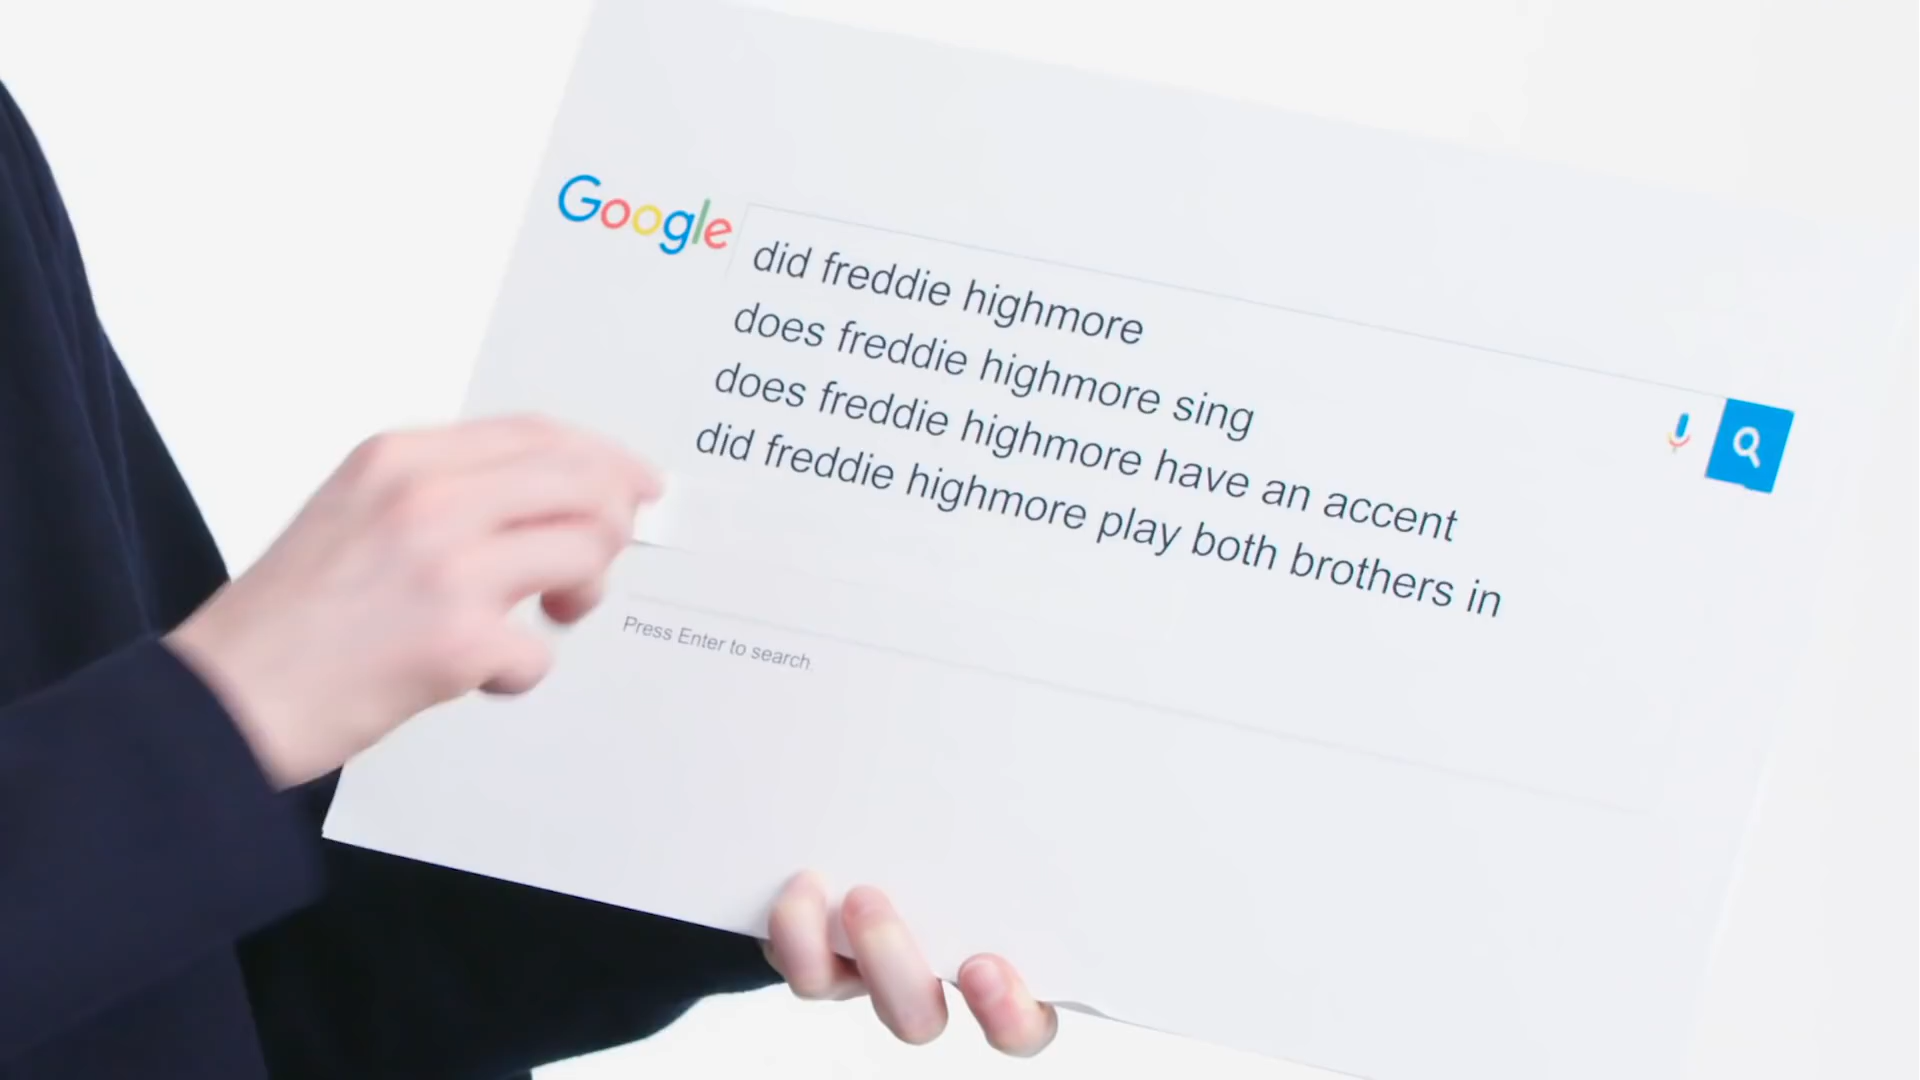 Google
did freddie highmore
does freddie highmore sing
does freddie highmore have an accent
did freddie highmore play both brothers in
Press Enter to search.